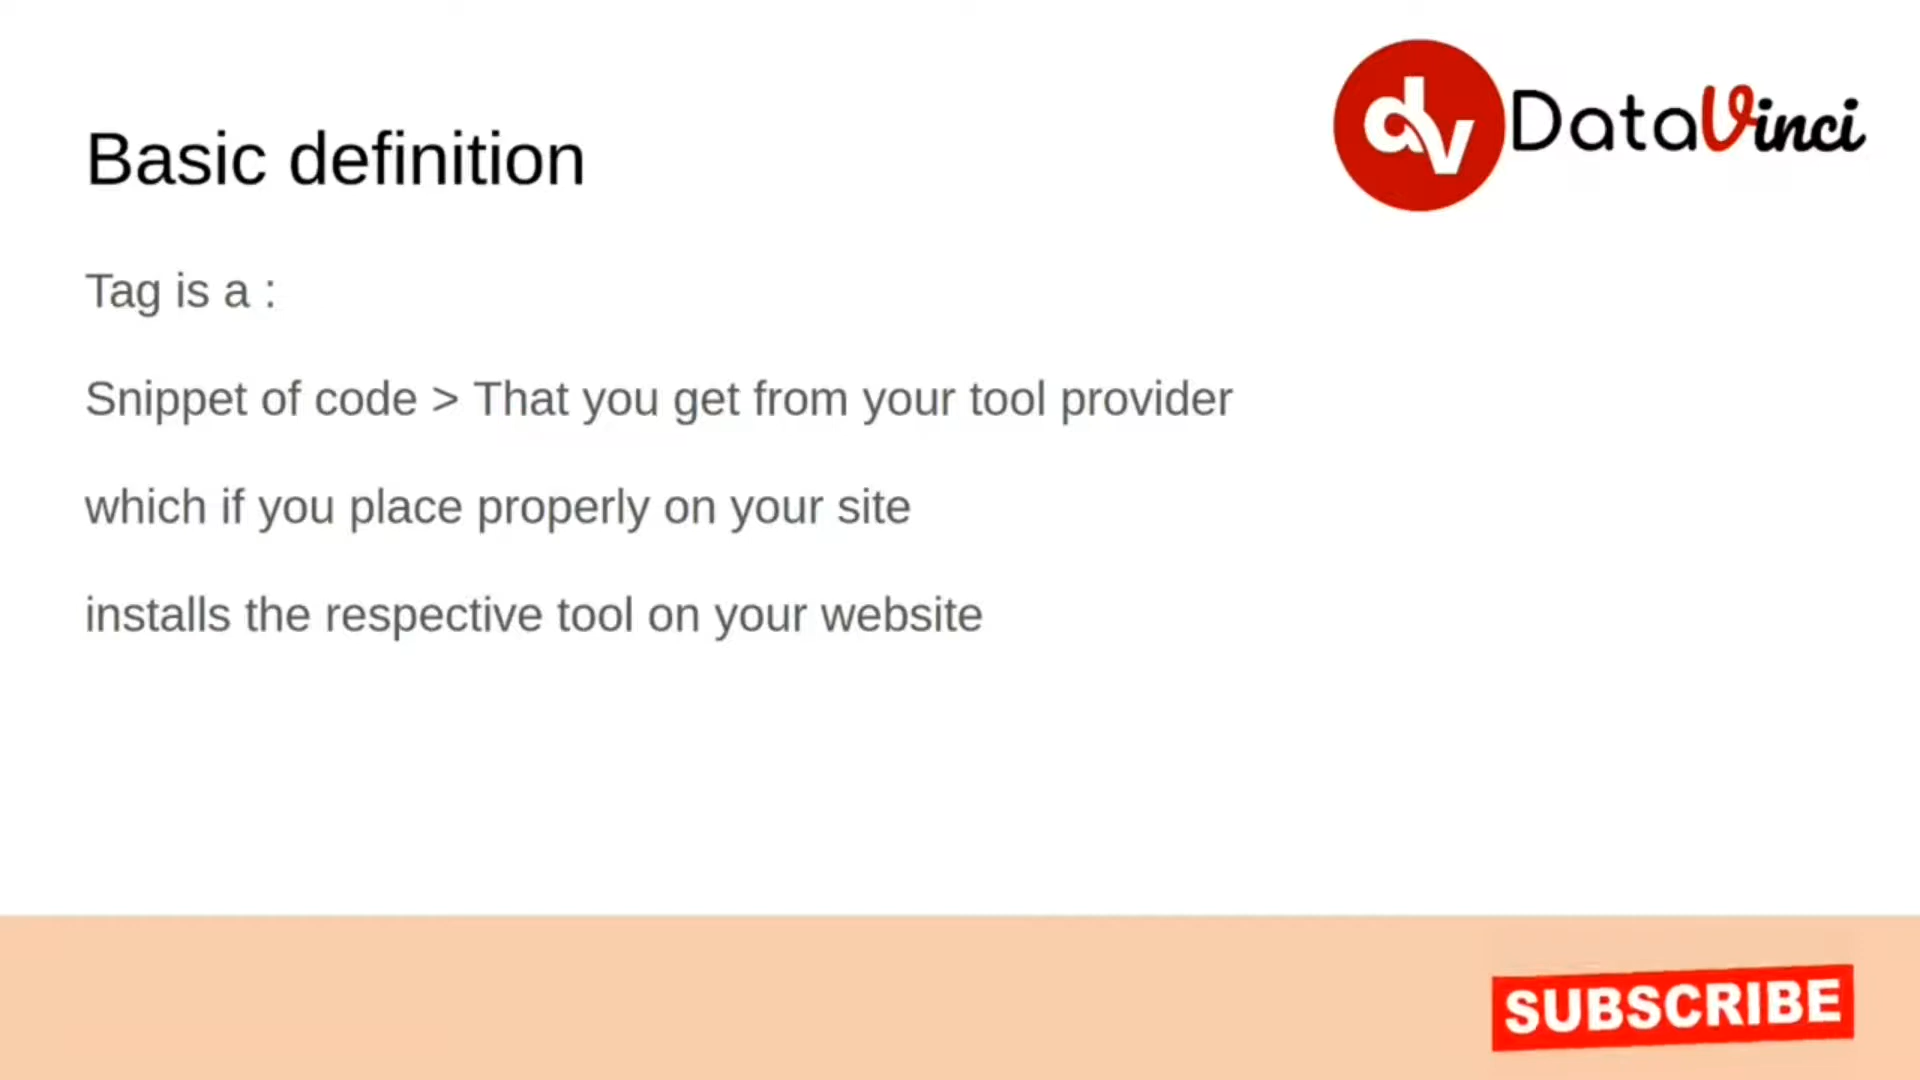 dv DataVinci
Basic definition
Tag is a :
Snippet of code > That you get from your tool provider
which if you place properly on your site
installs the respective tool on your website
SUBSCRIBE